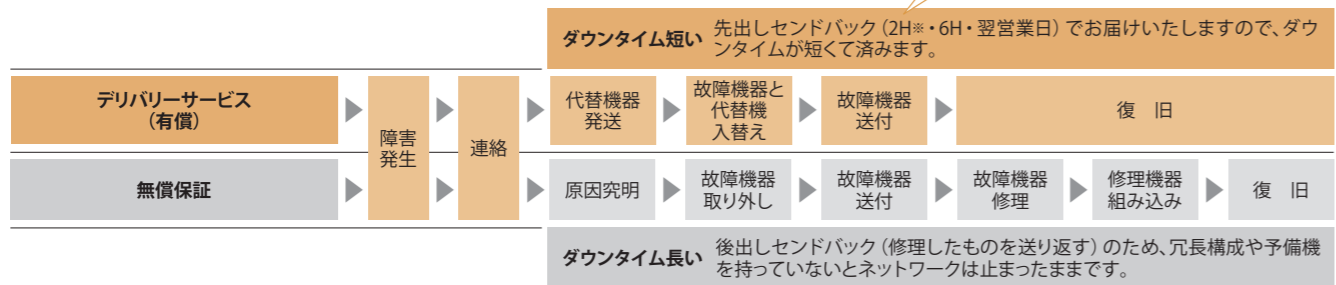 ダウンタイム短い
先出しセンドバック（2H※・6H・翌営業日）でお届けいたしますので、ダウ
ンタイムが短くて済みます。
デリバリーサービス
（有償）
障害
発生
連絡
代替機器
発送
故障機器と
代替機
入替え
故障機器
送付
復　旧
無償保証
原因究明
故障機器
取り外し
故障機器
送付
故障機器
修理
修理機器
組み込み
復　旧
ダウンタイム長い
後出しセンドバック（修理したものを送り返す）のため、冗長構成や予備機
を持っていないとネットワークは止まったままです。